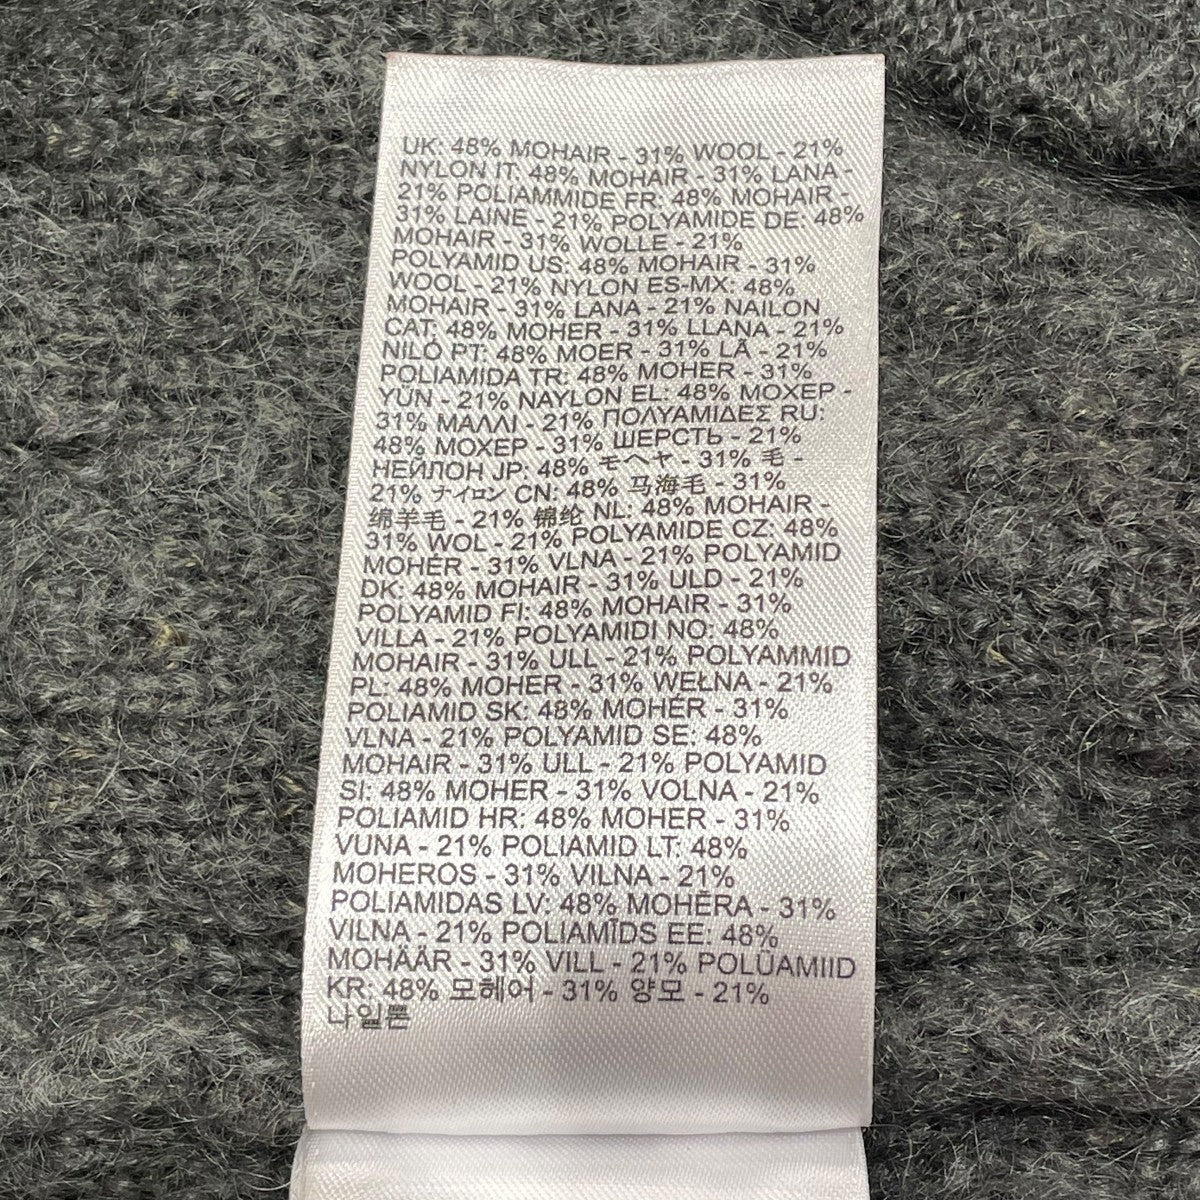 UK: 48% MOHAIR - 31% WOOL - 21%
NYLON IT: 48% MOHAIR - 31% LANA -
21% POLIAMMIDE FR: 48% MOHAIR -
31% LAINE - 21% POLYAMIDE DE: 48%
MOHAIR - 31% WOLLE - 21%
POLYAMID US: 48% MOHAIR - 31%
WOOL - 21% NYLON ES-MX: 48%
MOHAIR - 31% LANA - 21% NAILON
CAT: 48% MOHER - 31% LLANA - 21%
NILÓ PT: 48% MOER - 31% LÃ - 21%
POLIAMIDA TR: 48% MOHER - 31%
YÜN - 21% NAYLON EL: 48% ΜΟΧΕΡ -
31% ΜΑΛΛΙ - 21% ΠΟΛΥΑΜΙΔΕΣ RU:
48% МОХЕР - 31% ШЕРСТЬ - 21%
НЕЙЛОН JP: 48% モヘヤ - 31% 毛 -
21% ナイロン CN: 48% 马海毛 - 31%
绵羊毛 - 21% 锦纶 NL: 48% MOHAIR -
31% WOL - 21% POLYAMIDE CZ: 48%
MOHÉR - 31% VLNA - 21% POLYAMID
DK: 48% MOHAIR - 31% ULD - 21%
POLYAMID FI: 48% MOHAIR - 31%
VILLA - 21% POLYAMIDI NO: 48%
MOHAIR - 31% ULL - 21% POLYAMMID
PL: 48% MOHER - 31% WEŁNA - 21%
POLIAMID SK: 48% MOHÉR - 31%
VLNA - 21% POLYAMID SE: 48%
MOHAIR - 31% ULL - 21% POLYAMID
SI: 48% MOHER - 31% VOLNA - 21%
POLIAMID HR: 48% MOHER - 31%
VUNA - 21% POLIAMID LT: 48%
MOHEROS - 31% VILNA - 21%
POLIAMIDAS LV: 48% MOHĒRA - 31%
VILNA - 21% POLIAMĪDS EE: 48%
MOHÄÄR - 31% VILL - 21% POLÜAMIID
KR: 48% 모헤어 - 31% 양모 - 21%
나일론